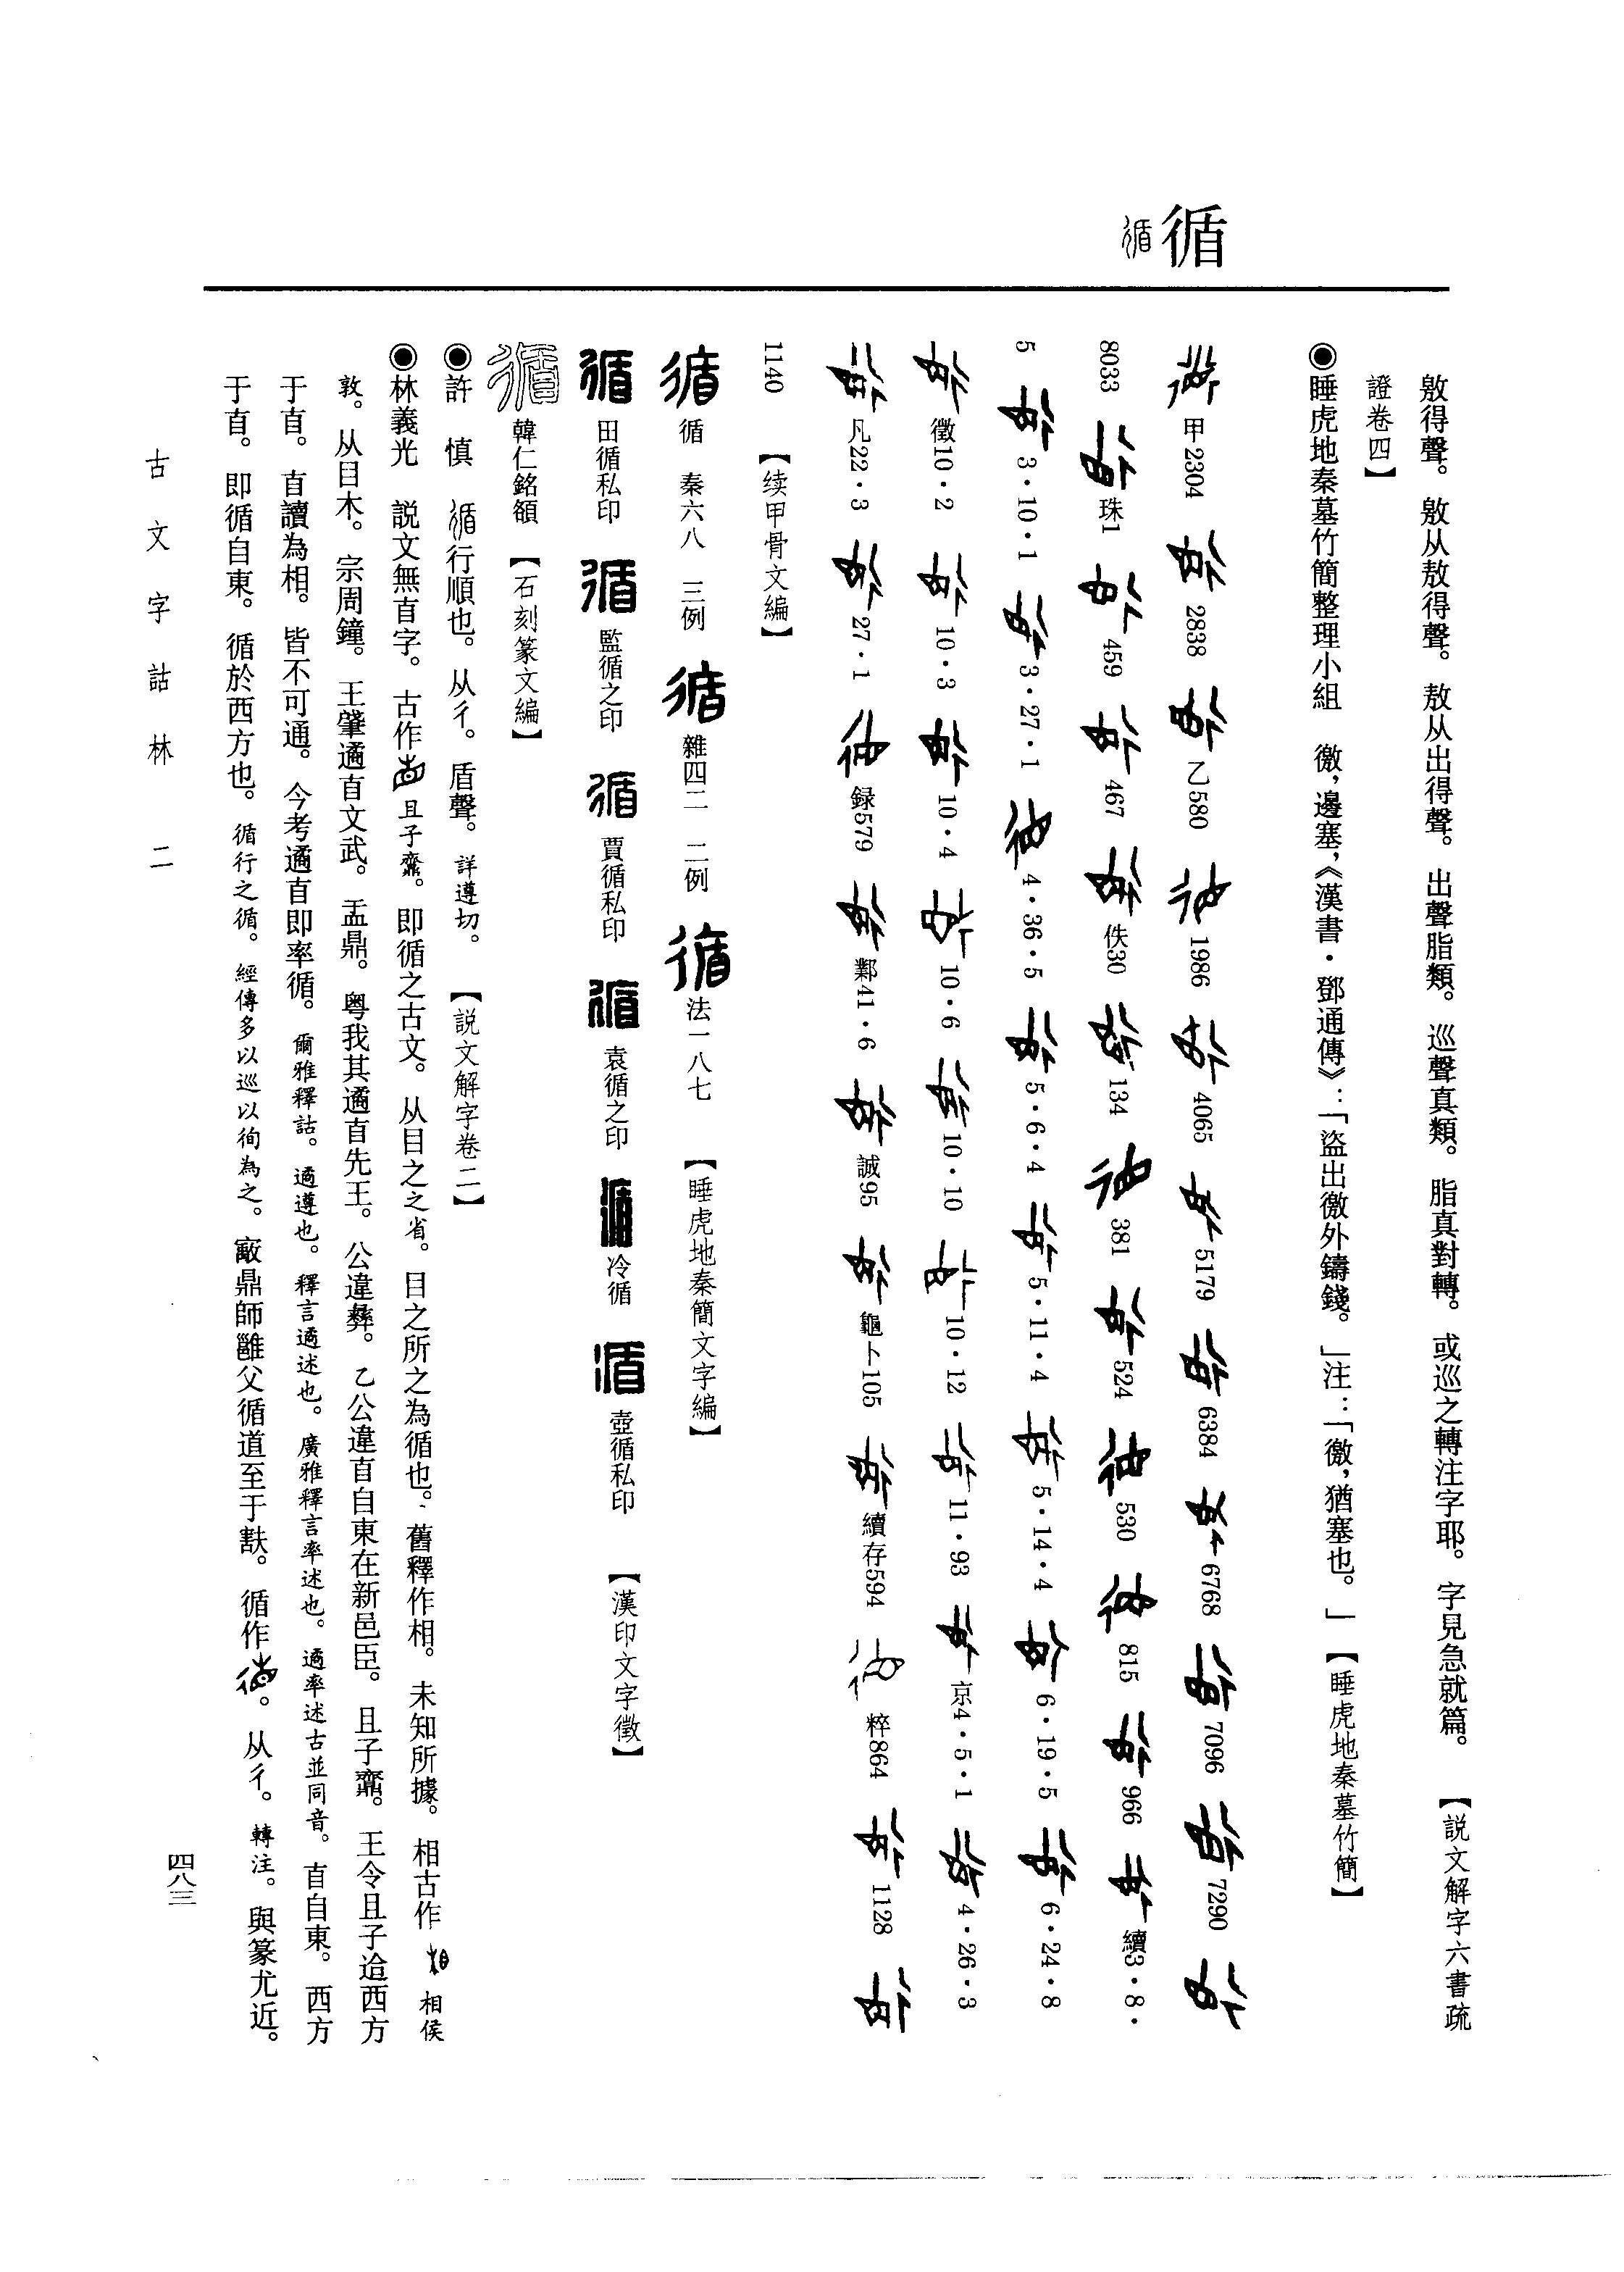 循
敫得聲。敫从敖得聲。敖从出得聲。出聲脂類。巡聲真類。脂真對轉。或巡之轉注字耶。字見急就篇。【説文解字六書疏
證卷四】
◉睡虎地秦墓竹簡整理小組　徼，邊塞，《漢書·鄧通傳》：「盜出徼外鑄錢。」注：「徼，猶塞也。」【睡虎地秦墓竹簡】
甲2304 2838 乙580 1986 4065 5179 6384 6768 7096 7290
8033 珠1 459 467 佚30 134 381 524 530 815 966 續3·8·
5 3·10·1 3·27·1 4·36·5 5·6·4 5·11·4 5·14·4 6·19·5 6·24·8
徵10·2 10·3 10·4 10·6 10·10 10·12 11·93 京4·5·1 4·26·3
凡22·3 27·1 録579 鄴41·6 誠95 龜卜105 續存594 粹864 1128
1140 【续甲骨文編】
循　秦六八　三例　雜四二　二例　法一八七　【睡虎地秦簡文字編】
田循私印　監循之印　賈循私印　袁循之印　冷循　壺循私印　【漢印文字徵】
韓仁銘領　【石刻篆文編】
◉許　慎　循行順也。从彳。盾聲。詳遵切。【説文解字卷二】
◉林義光　説文無㥁字。古作 且子鼒。即循之古文。从目之之省。目之所之為循也。舊釋作相。未知所據。相古作 相侯
敦。从目木。宗周鐘。王肇遹 文武。盂鼎。粤我其遹 先王。公違彝。乙公違 自東在新邑臣。且子鼒。王令且子迨西方
于 。 讀為相。皆不可通。今考遹 即率循。爾雅釋詁。遹遵也。釋言遹述也。廣雅釋言率述也。遹率述古並同音。 自東。西方
于 。即循自東。循於西方也。循行之循。經傳多以巡以徇為之。鼎師雝父循道至于㝬。循作 。从彳。轉注。與篆尤近。
古文字詁林　二
四八三